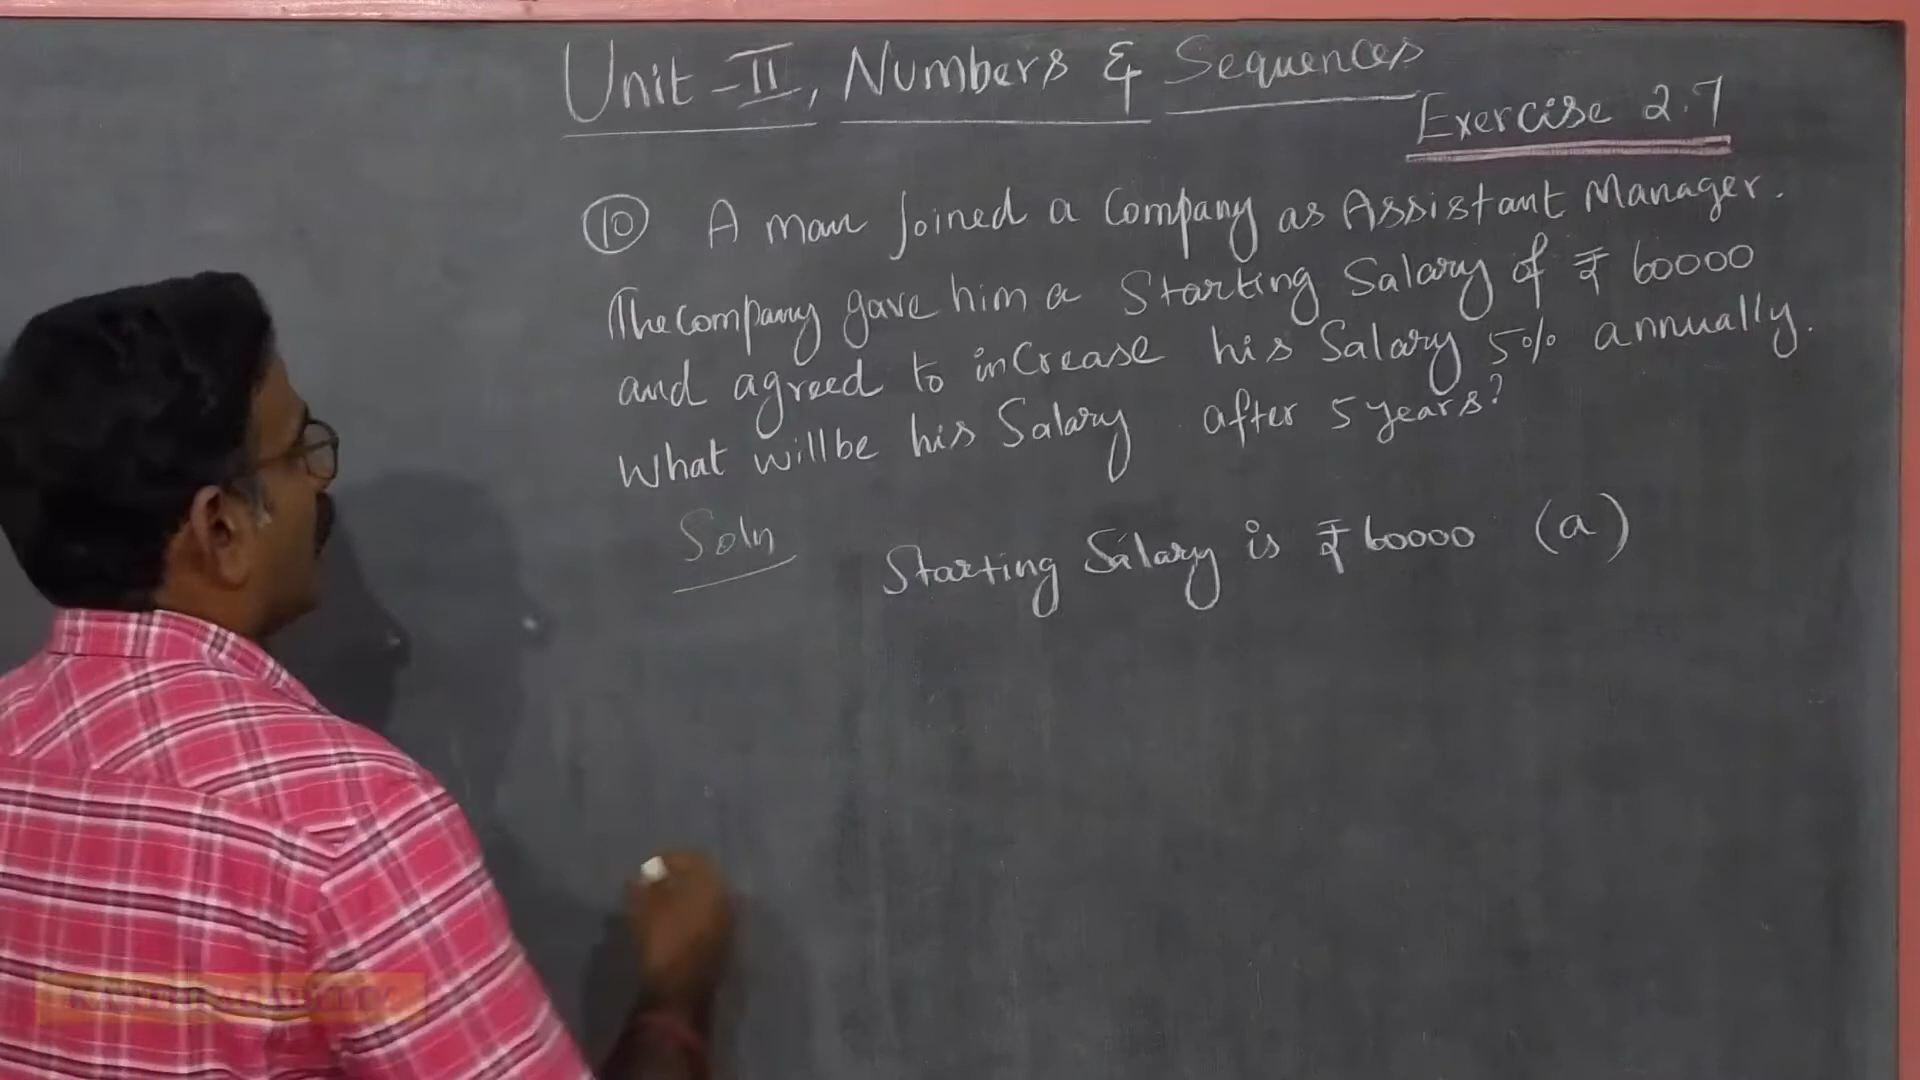 Unit-II, Numbers & Sequences
Exercise 2.7
10 A man Joined a Company as Assistant Manager.
The company gave him a Starting Salary of ₹ 60000
and agreed to increase his Salary 5% annually.
What will be his Salary after 5 years?
Soln Starting Salary is ₹ 60000 (a)